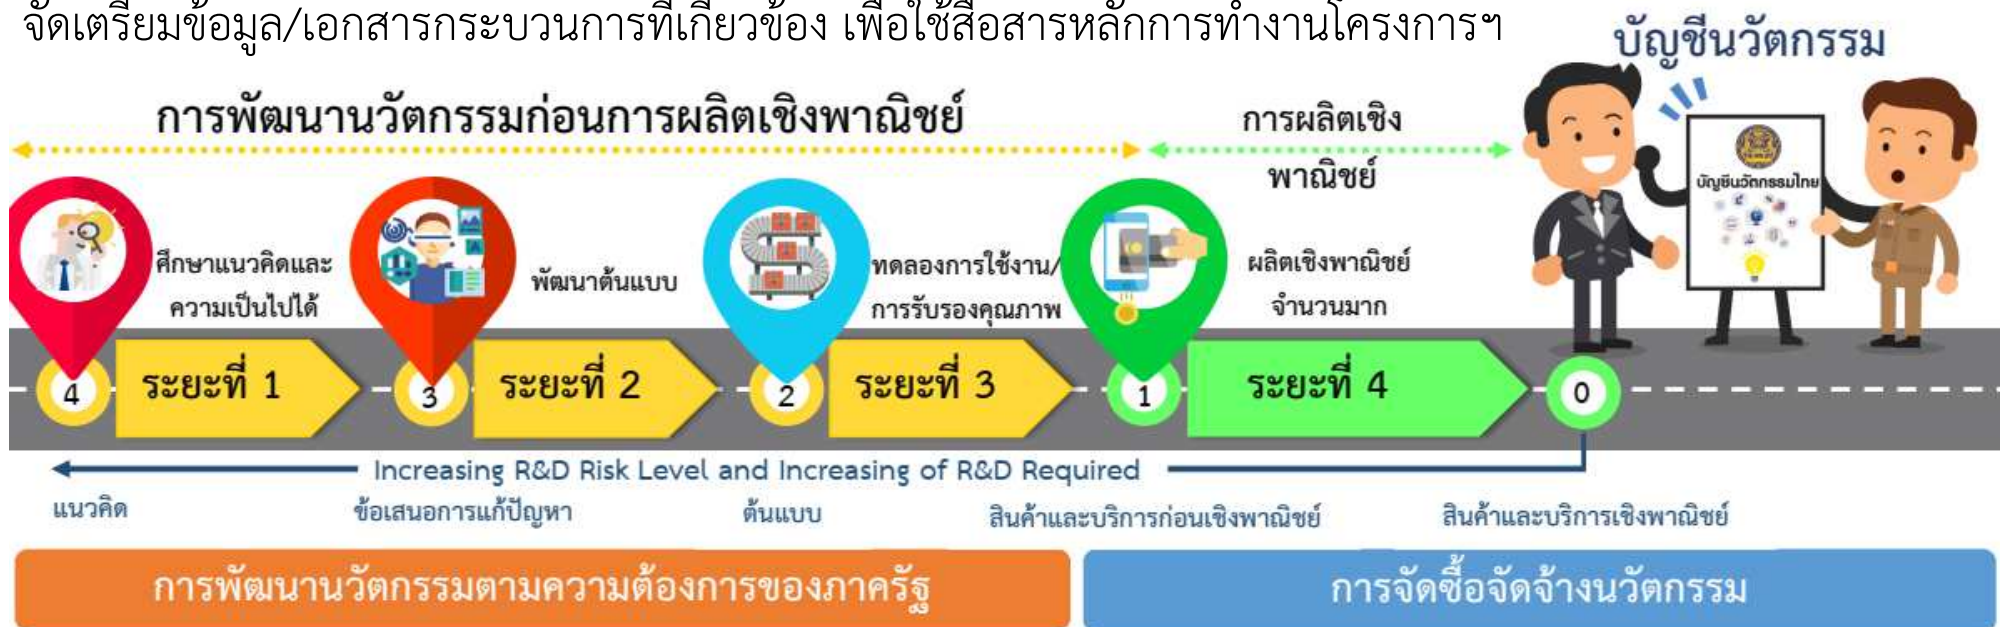 จัดเตรียมข้อมูล/เอกสารกระบวนการที่เกี่ยวข้อง เพื่อใช้สื่อสารหลักการทำงานโครงการฯ
บัญชีนวัตกรรม
การพัฒนานวัตกรรมก่อนการผลิตเชิงพาณิชย์
การผลิตเชิง
พาณิชย์
บัญชีนวัตกรรมไทย
ศึกษาแนวคิดและ
ความเป็นไปได้
พัฒนาต้นแบบ
ทดลองการใช้งาน/
การรับรองคุณภาพ
ผลิตเชิงพาณิชย์
จำนวนมาก
4
ระยะที่ 1
3
ระยะที่ 2
2
ระยะที่ 3
1
ระยะที่ 4
0
Increasing R&D Risk Level and Increasing of R&D Required
แนวคิด
ข้อเสนอการแก้ปัญหา
ต้นแบบ
สินค้าและบริการก่อนเชิงพาณิชย์
สินค้าและบริการเชิงพาณิชย์
การพัฒนานวัตกรรมตามความต้องการของภาครัฐ
การจัดซื้อจัดจ้างนวัตกรรม